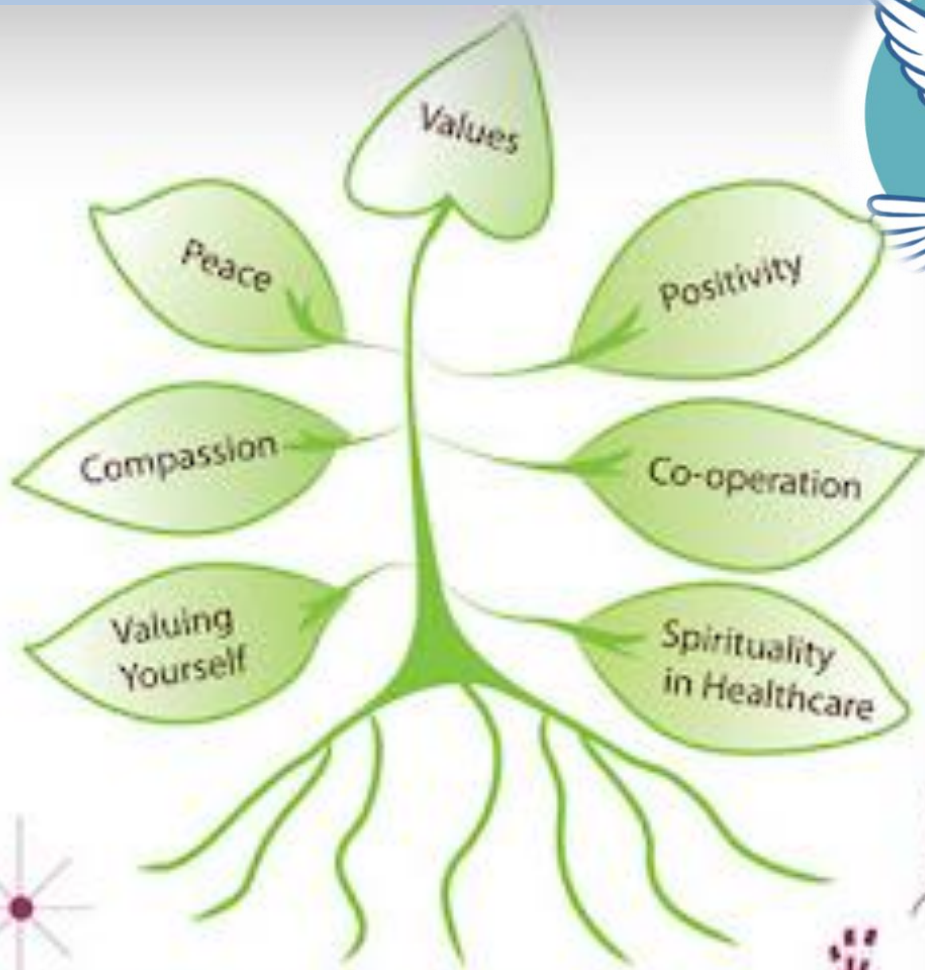 Values
Peace
Positivity
Compassion
Co-operation
Valuing
Yourself
Spirituality
in Healthcare